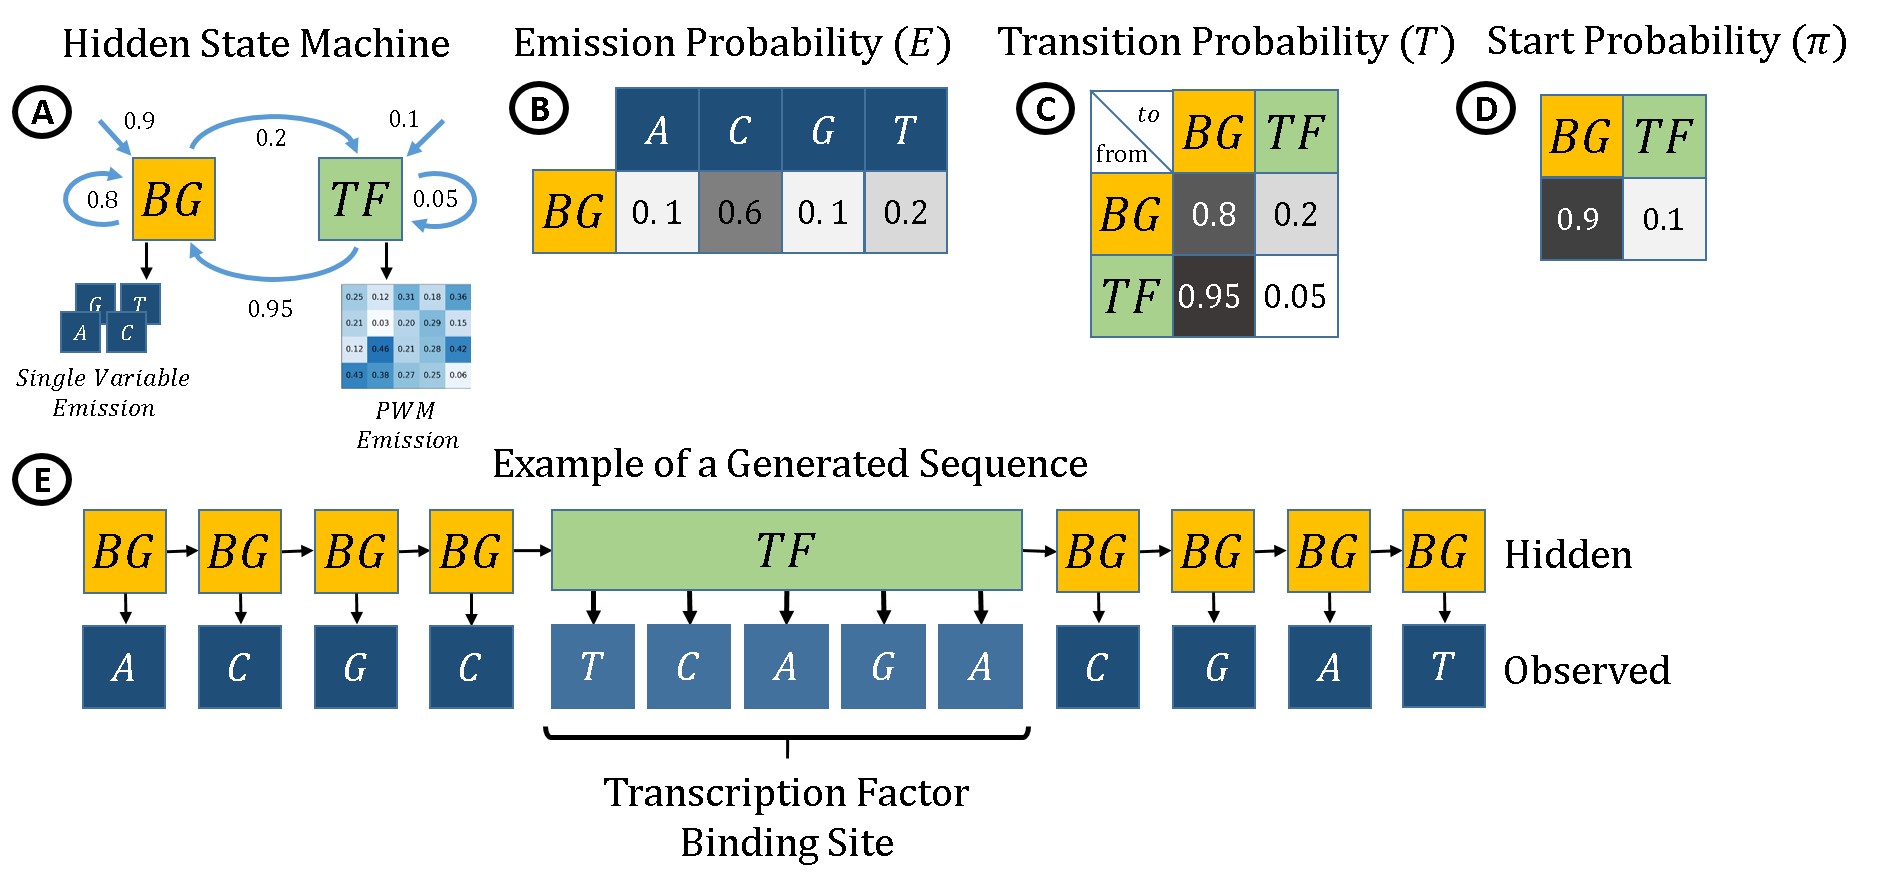 Hidden State Machine
Emission Probability (E)
Transition Probability (T)
Start Probability (π)
A
0.9
0.2
0.1
BG
TF
0.8
0.05
0.95
G T
A C
Single Variable
Emission
0.25 0.12 0.31 0.18 0.36
0.21 0.03 0.20 0.29 0.15
0.12 0.46 0.21 0.28 0.42
0.43 0.38 0.27 0.25 0.06
PWM
Emission
B
A C G T
BG 0.1 0.6 0.1 0.2
C
to
from
BG TF
BG 0.8 0.2
TF 0.95 0.05
D
BG TF
0.9 0.1
E
Example of a Generated Sequence
BG BG BG BG TF BG BG BG BG Hidden
A C G C T C A G A C G A T Observed
Transcription Factor
Binding Site